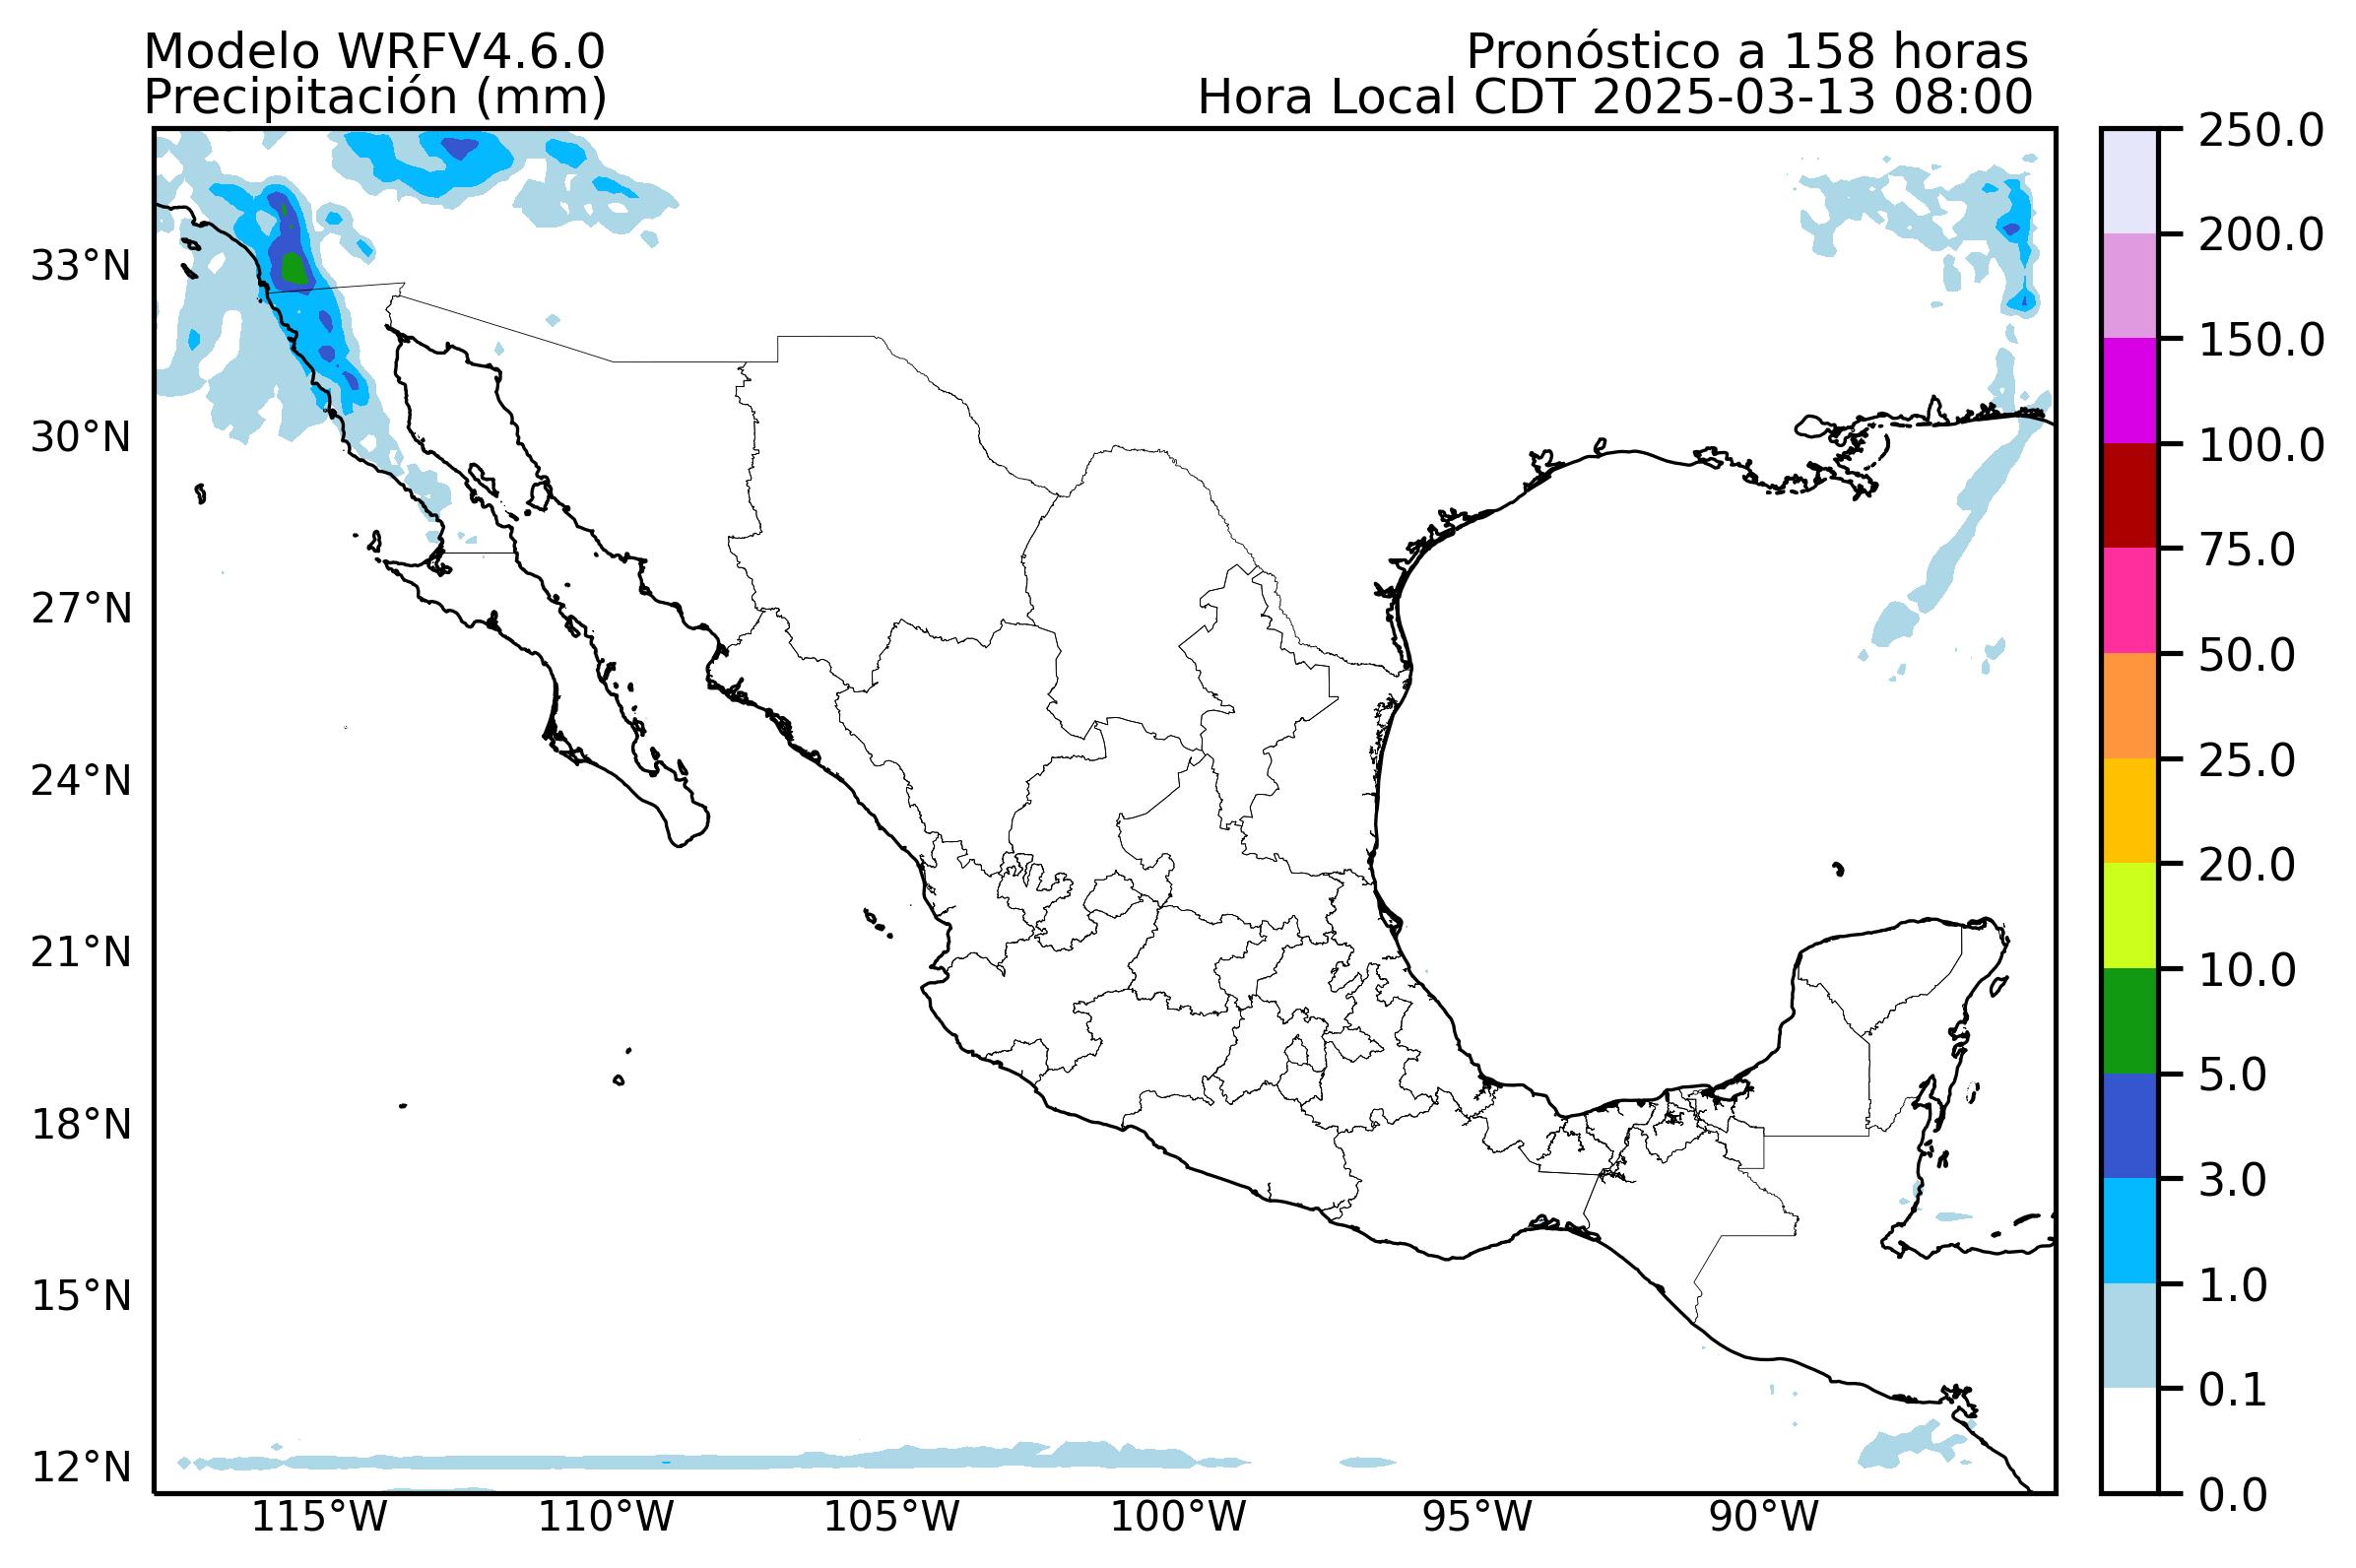 Modelo WRFV4.6.0
Precipitación (mm)
Pronóstico a 158 horas
Hora Local CDT 2025-03-13 08:00
33°N
30°N
27°N
24°N
21°N
18°N
15°N
12°N
115°W
110°W
105°W
100°W
95°W
90°W
250.0
200.0
150.0
100.0
75.0
50.0
25.0
20.0
10.0
5.0
3.0
1.0
0.1
0.0